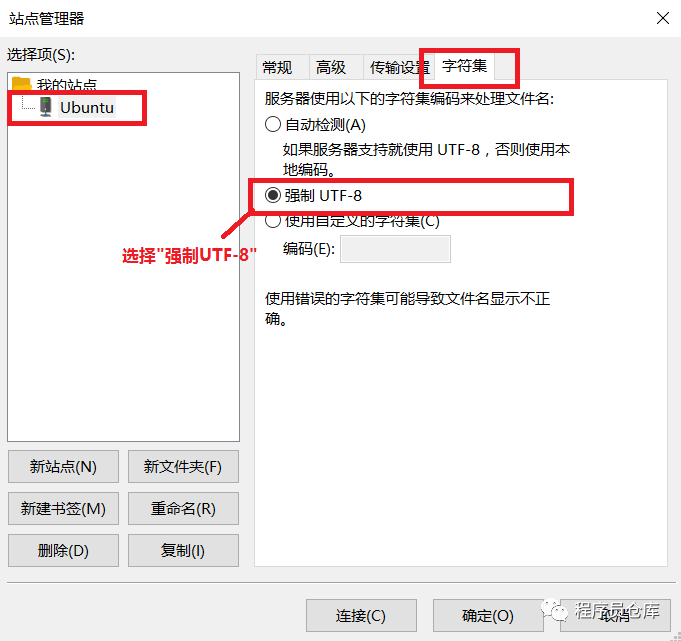 站点管理器
选择项(S):
我的站点
Ubuntu
常规
高级
传输设置
字符集
服务器使用以下的字符集编码来处理文件名:
自动检测(A)
如果服务器支持就使用 UTF-8，否则使用本
地编码。
强制 UTF-8
使用自定义的字符集(C)
选择"强制UTF-8"
编码(E):
使用错误的字符集可能导致文件名显示不正
确。
新站点(N)
新文件夹(F)
新建书签(M)
重命名(R)
删除(D)
复制(I)
连接(C)
确定(O)
取消
程序员仓库